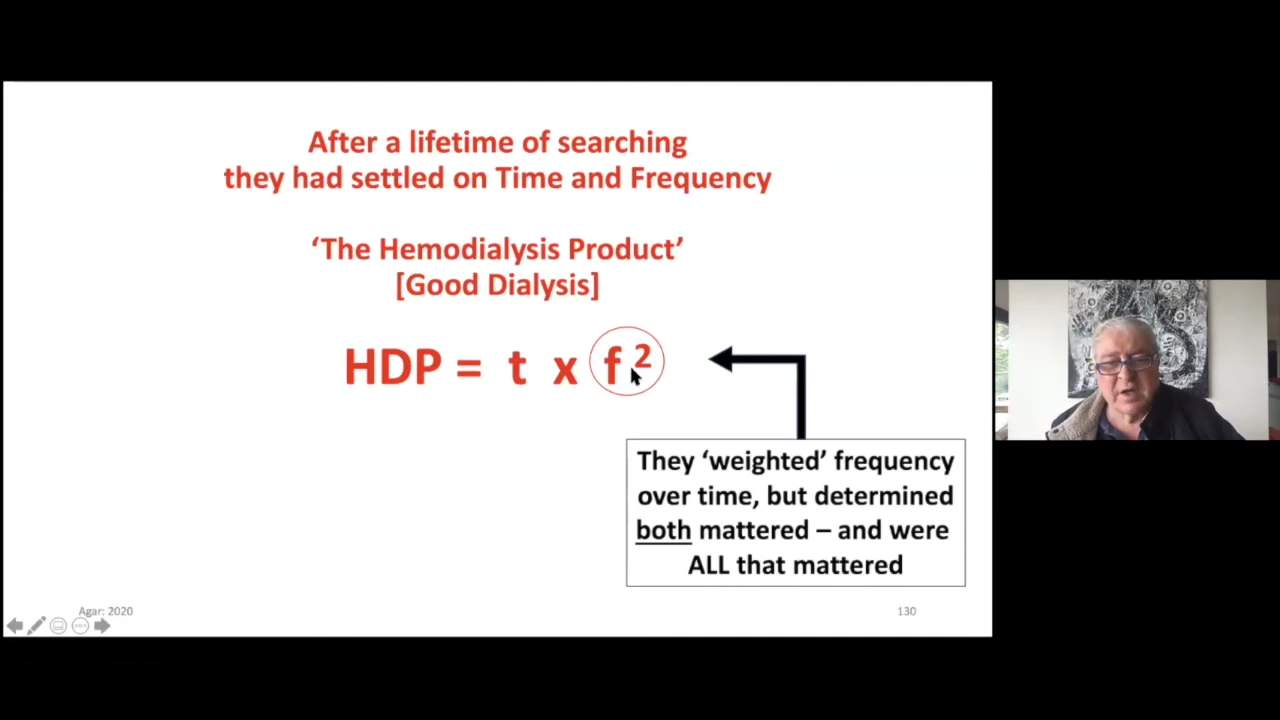 After a lifetime of searching
they had settled on Time and Frequency
‘The Hemodialysis Product’
[Good Dialysis]
HDP = t x f ²
They ‘weighted’ frequency
over time, but determined
both mattered – and were
ALL that mattered
Agar: 2020
130